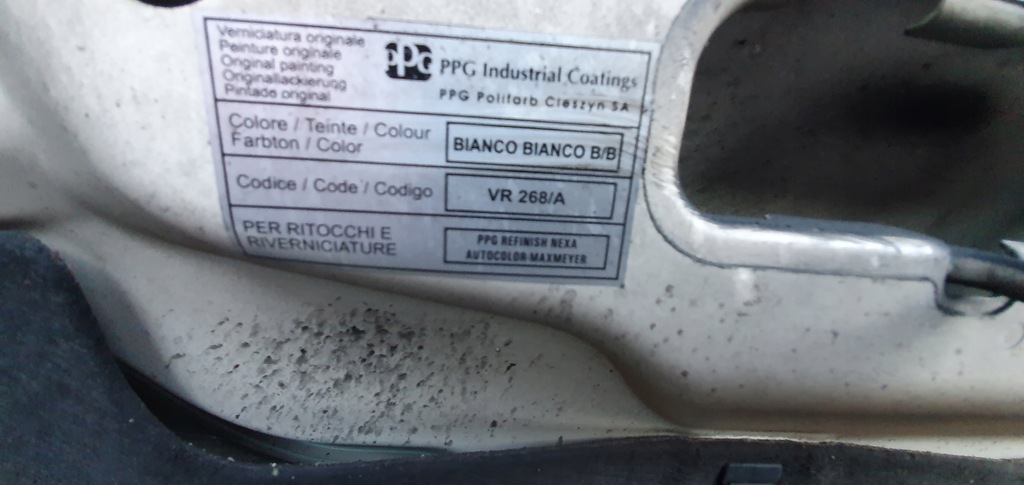 Verniciatura originale
Peinture originale
Original painting
Originallackierung
Pintado original
PPG PPG Industrial Coatings
PPG Polifarb Cieszyn SA
Colore / Teinte / Colour
Farbton / Color
BIANCO BIANCO B/B
Codice / Code / Codigo
VR 268/A
PER RITOCCHI E
RIVERNICIATURE
PPG REFINISH NEXA
AUTOCOLOR-MAXMEYER